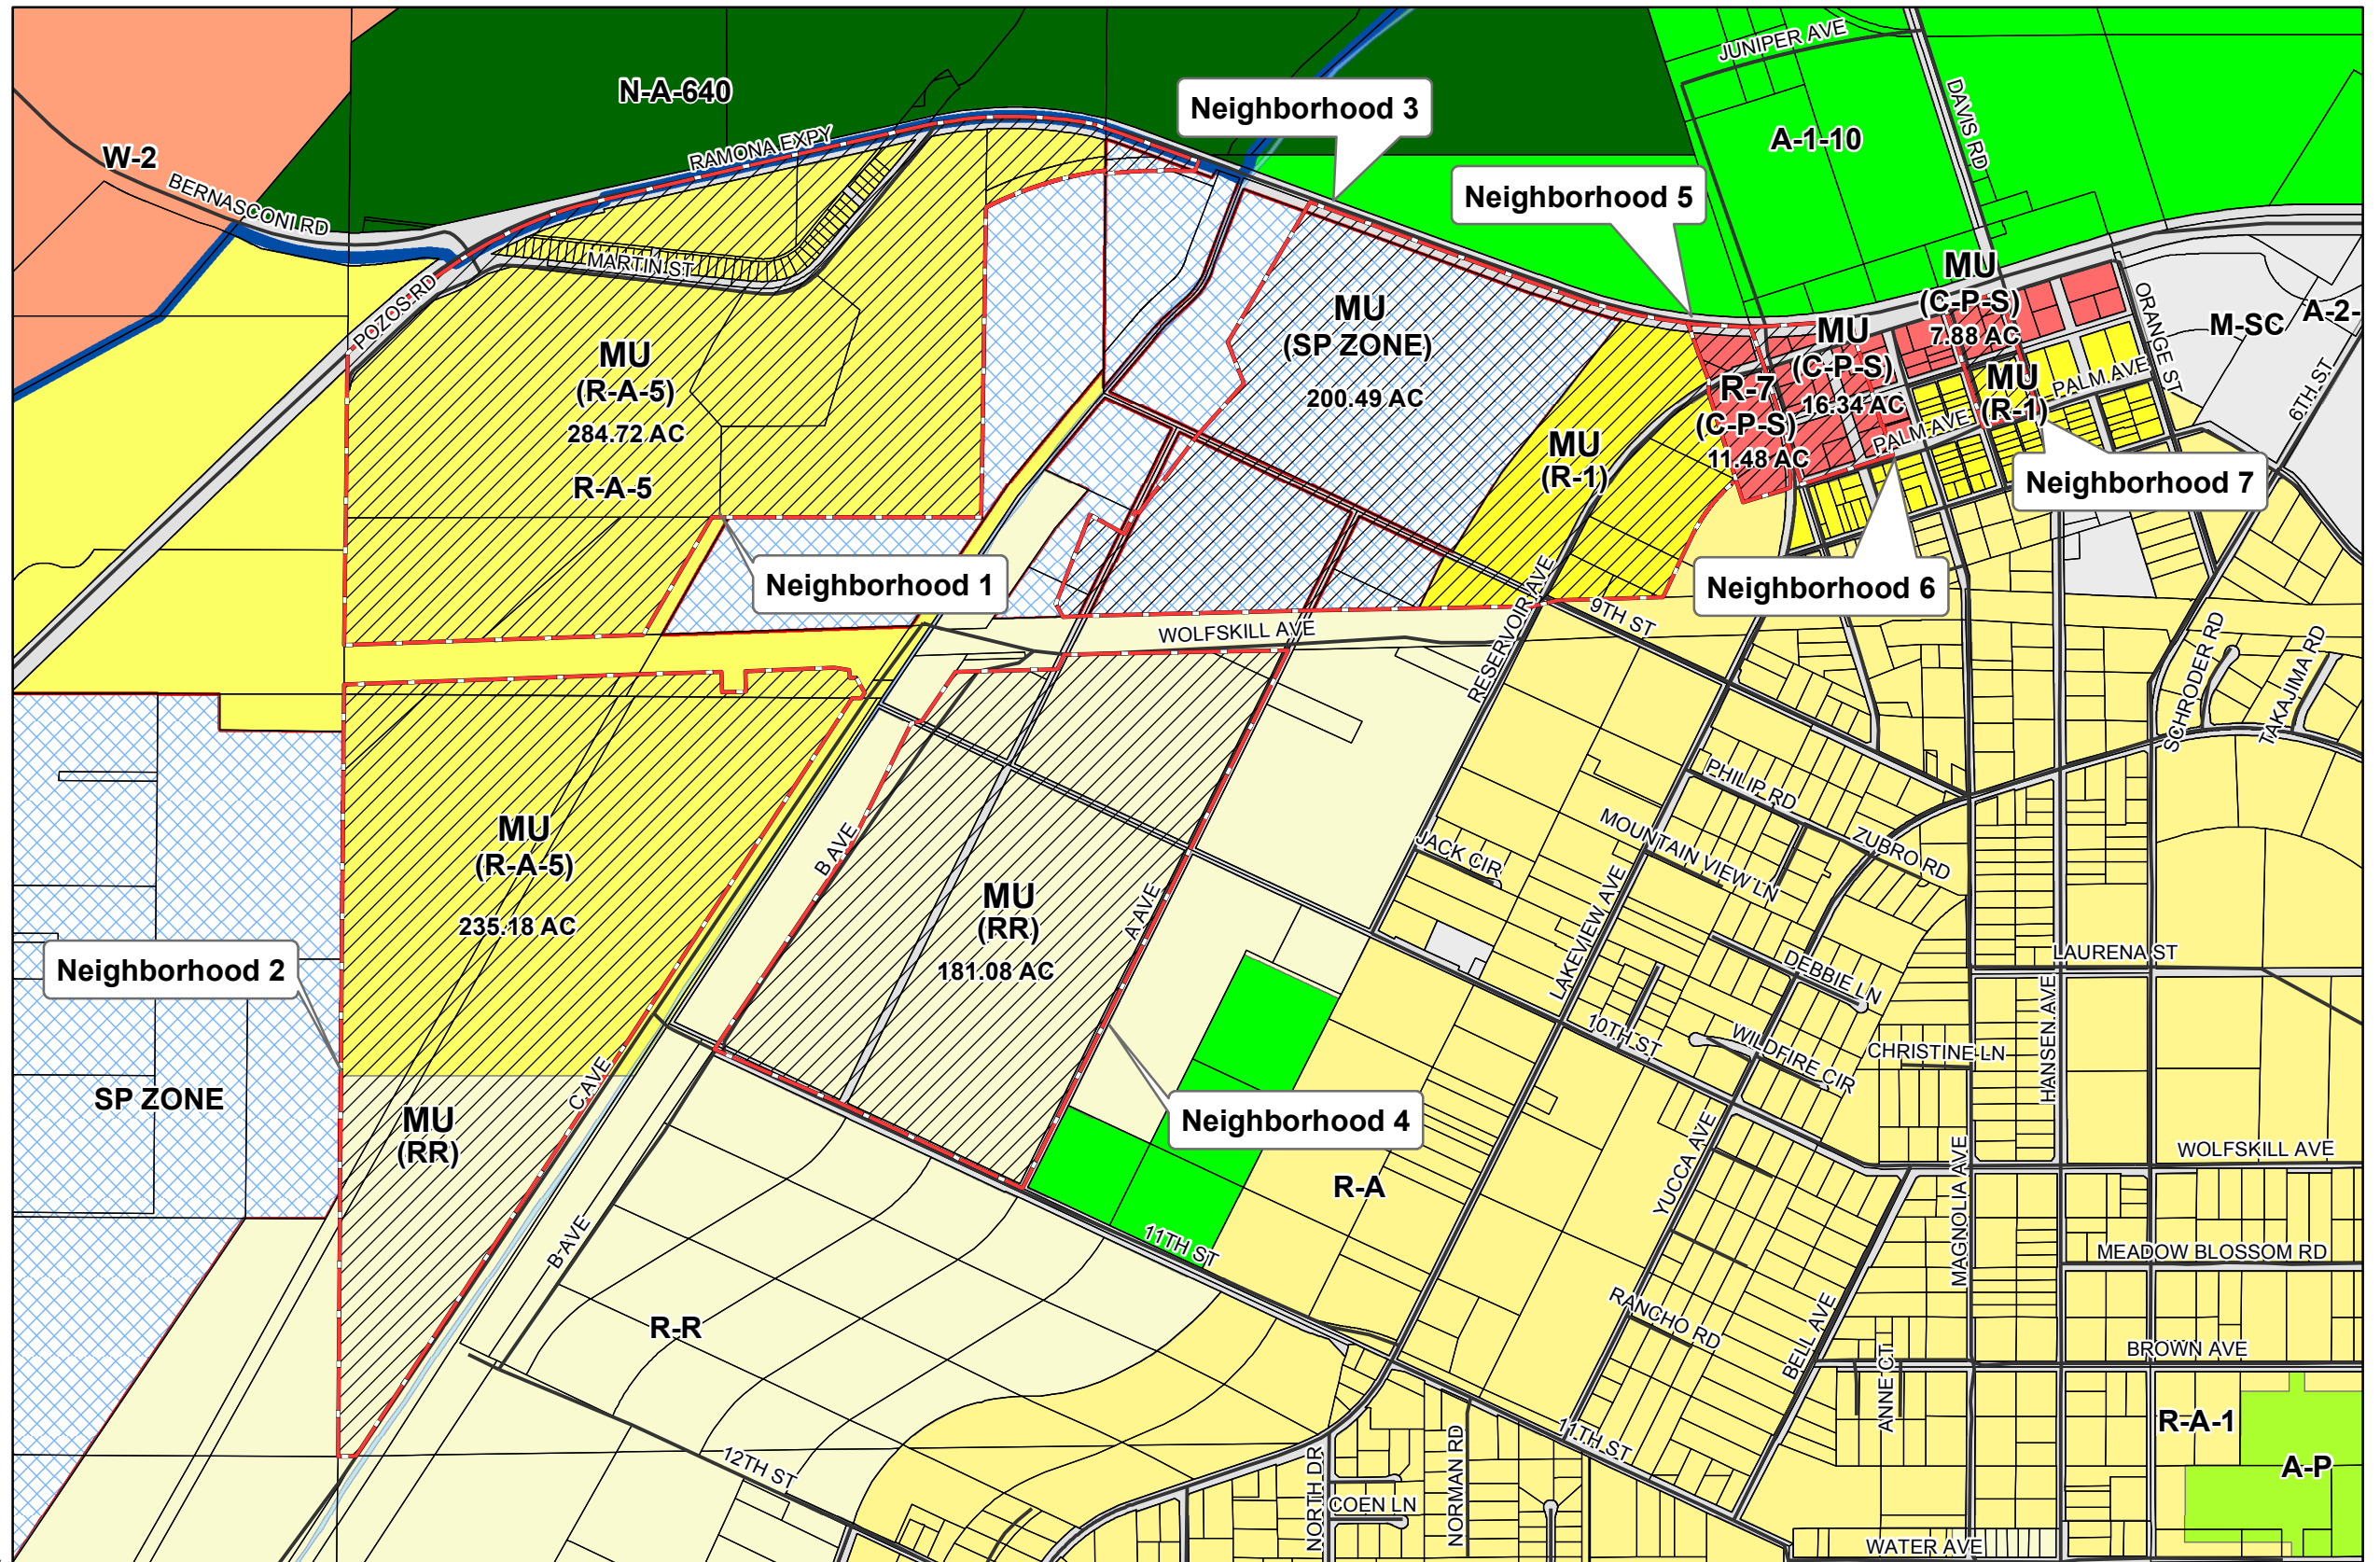 JUNIPER AVE
N-A-640
Neighborhood 3
DAVIS RD
A-1-10
RAMONA EXPY
W-2
BERNASCONI RD
Neighborhood 5
MARTIN ST
POZOS RD
MU
(C-P-S)
7.88 AC
ORANGE ST
M-SC
A-2-
MU
(SP ZONE)
200.49 AC
MU
(R-A-5)
284.72 AC
R-A-5
MU
(C-P-S)
16.34 AC
R-7
(C-P-S)
11.48 AC
MU
(R-1)
PALM AVE
PALM AVE
6TH ST
MU
(R-1)
Neighborhood 7
Neighborhood 1
Neighborhood 6
RESERVOIR AVE
9TH ST
WOLFSKILL AVE
SCHRODER RD
TAKAJIMA RD
PHILIP RD
MOUNTAIN VIEW LN
ZUBRO RD
JACK CIR
MU
(R-A-5)
235.18 AC
B AVE
MU
(RR)
181.08 AC
A AVE
LAKEVIEW AVE
Neighborhood 2
DEBBIE LN
LAURENA ST
10TH ST
WILDFIRE CIR
CHRISTINE LN
HANSEN AVE
SP ZONE
C AVE
MU
(RR)
Neighborhood 4
YUCCA AVE
WOLFSKILL AVE
MAGNOLIA AVE
R-A
11TH ST
B AVE
MEADOW BLOSSOM RD
R-R
RANCHO RD
BELL AVE
BROWN AVE
ANNE CT
R-A-1
12TH ST
11TH ST
A-P
NORTH DR
COEN LN
NORMAN RD
WATER AVE